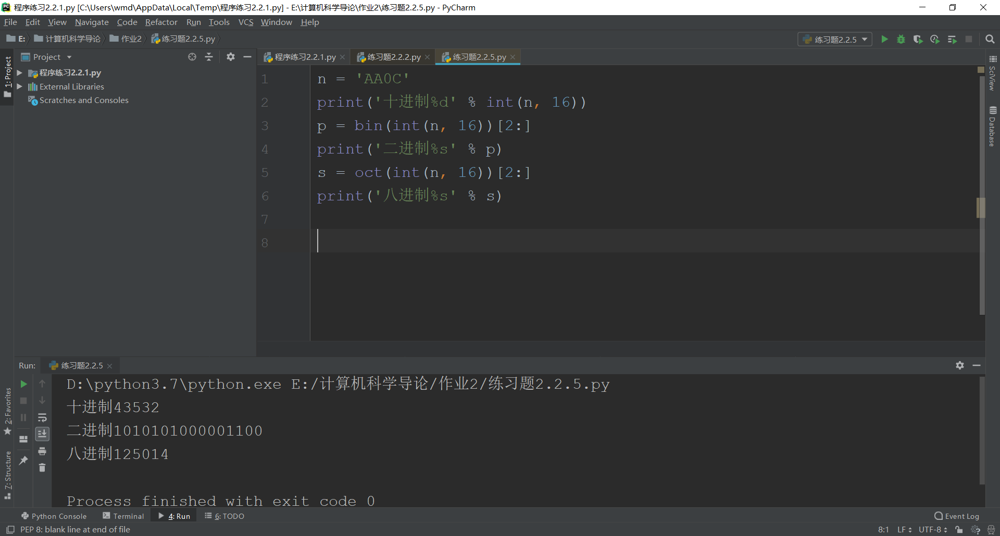 程序练习2.2.1.py [C:\Users\wmd\AppData\Local\Temp\程序练习2.2.1.py] - E:\计算机科学导论\作业2\练习题2.2.5.py - PyCharm
File Edit View Navigate Code Refactor Run Tools VCS Window Help
E: 计算机科学导论 作业2 练习题2.2.5.py
练习题2.2.5
Project
程序练习2.2.1.py
External Libraries
Scratches and Consoles
1: Project
2: Favorites
7: Structure
程序练习2.2.1.py 练习题2.2.2.py 练习题2.2.5.py
1 n = 'AA0C'
2 print('十进制%d' % int(n, 16))
3 p = bin(int(n, 16))[2:]
4 print('二进制%s' % p)
5 s = oct(int(n, 16))[2:]
6 print('八进制%s' % s)
7
8
SciView
Database
Run: 练习题2.2.5
D:\python3.7\python.exe E:/计算机科学导论/作业2/练习题2.2.5.py
十进制43532
二进制1010101000001100
八进制125014
Process finished with exit code 0
Python Console Terminal 4: Run 6: TODO Event Log
PEP 8: blank line at end of file 8:1 LF UTF-8